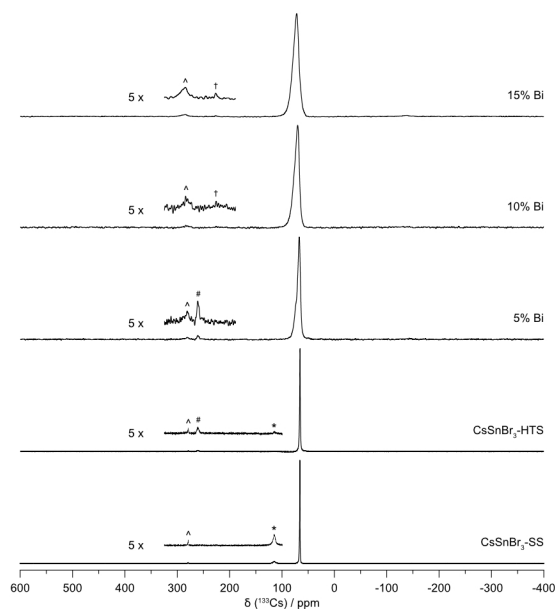 ^ †
5 x 15% Bi
^ †
5 x 10% Bi
^ #
5 x 5% Bi
^ # *
5 x CsSnBr₃-HTS
^ *
5 x CsSnBr₃-SS
600 500 400 300 200 100 0 -100 -200 -300 -400
δ (¹³³Cs) / ppm